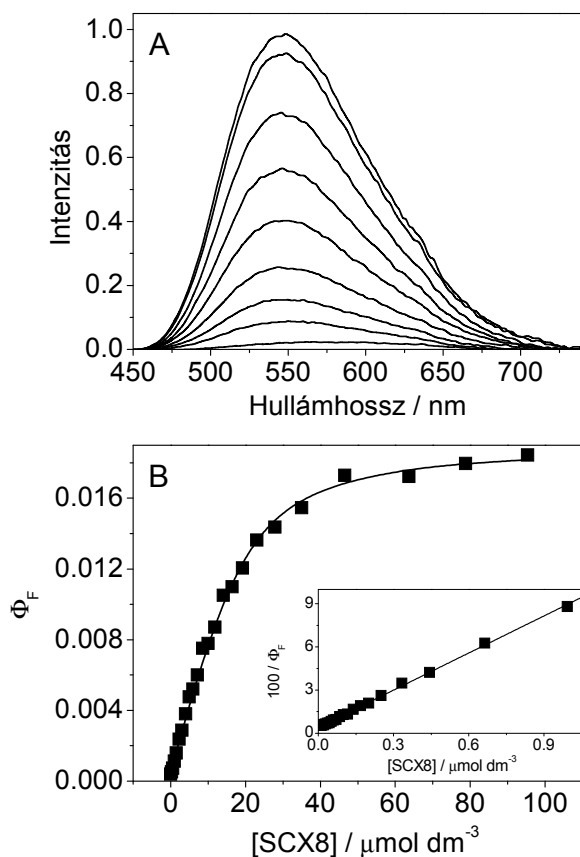 A
1.0
0.8
0.6
0.4
0.2
0.0
Intenzitás
450 500 550 600 650 700
Hullámhossz / nm
B
0.016
0.012
0.008
0.004
0.000
Φ_F
9
6
3
0
100 / Φ_F
0.0 0.3 0.6 0.9
[SCX8] / μmol dm⁻³
0 20 40 60 80 100
[SCX8] / μmol dm⁻³